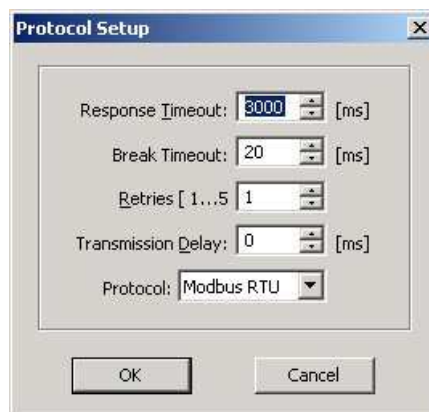 Protocol Setup
Response Timeout: 3000 [ms]
Break Timeout: 20 [ms]
Retries [ 1...5 1
Transmission Delay: 0 [ms]
Protocol: Modbus RTU
OK Cancel